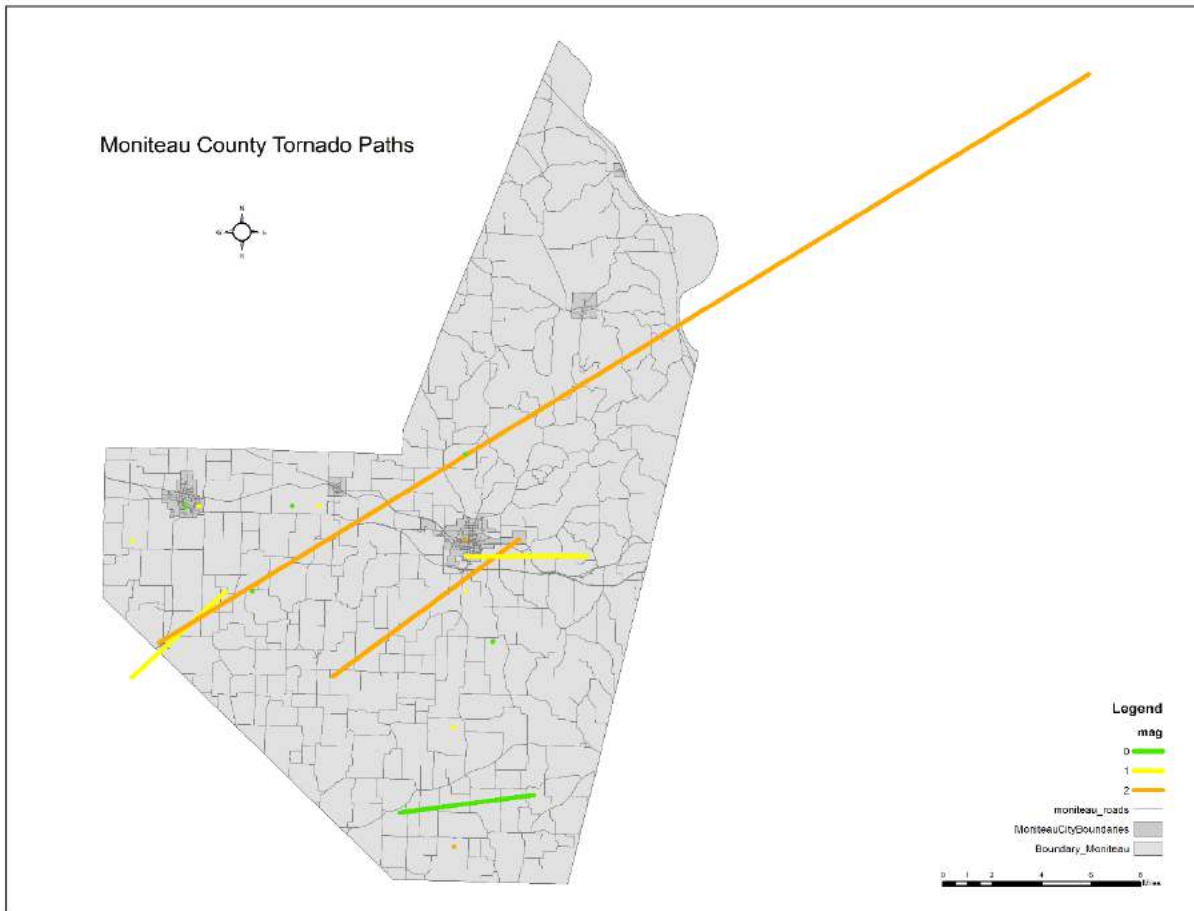 Moniteau County Tornado Paths
N
E
Legend
mag
0
1
2
moniteau_roads
MoniteauCityBoundaries
Boundary_Moniteau
0 1 2 4 6 8
Miles